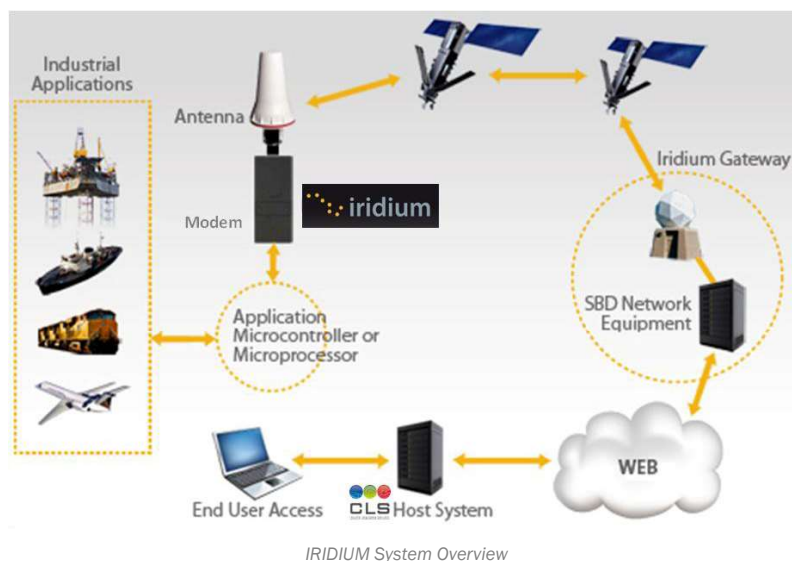 Industrial
Applications
Antenna
Modem
iridium
Application
Microcontroller or
Microprocessor
Iridium Gateway
SBD Network
Equipment
WEB
End User Access
CLS
Host System
IRIDIUM System Overview